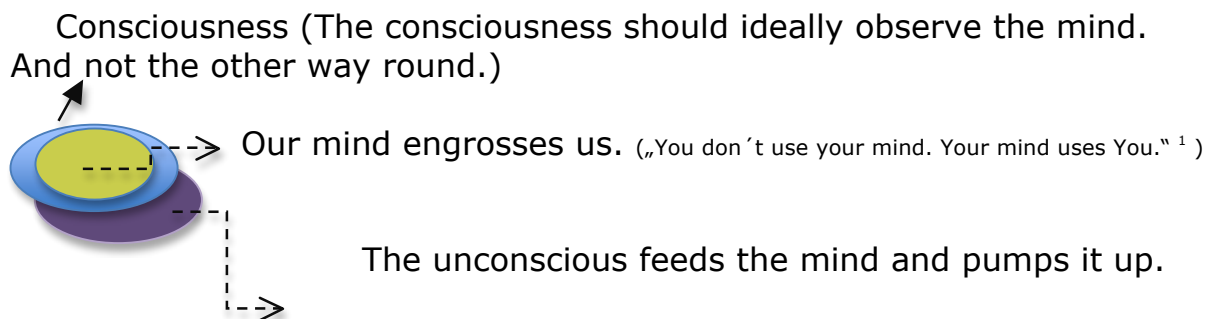 Consciousness (The consciousness should ideally observe the mind.
And not the other way round.)
Our mind engrosses us. („You don´t use your mind. Your mind uses You.“ ¹ )
The unconscious feeds the mind and pumps it up.